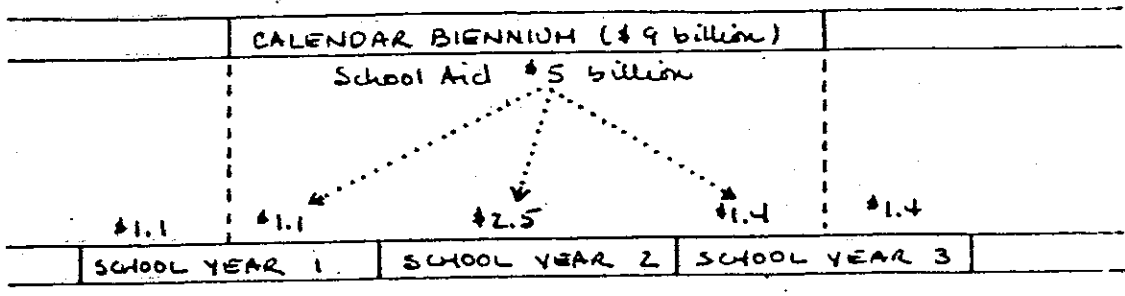 CALENDAR BIENNIUM ($9 billion)
School Aid $5 billion
$1.1 $1.1 $2.5 $1.4 $1.4
SCHOOL YEAR 1 SCHOOL YEAR 2 SCHOOL YEAR 3